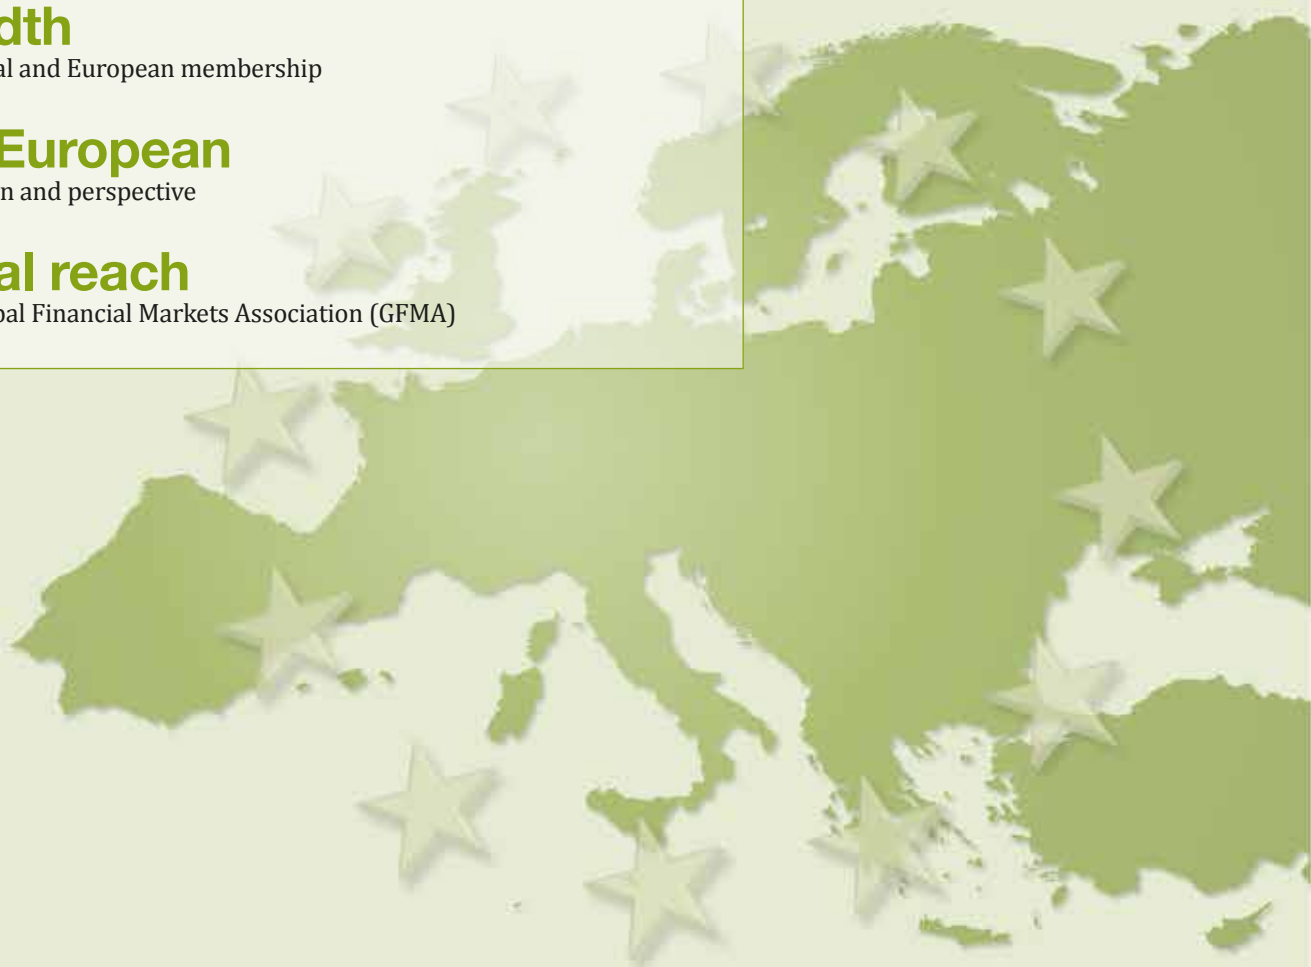 dth
al and European membership
European
n and perspective
al reach
bal Financial Markets Association (GFMA)